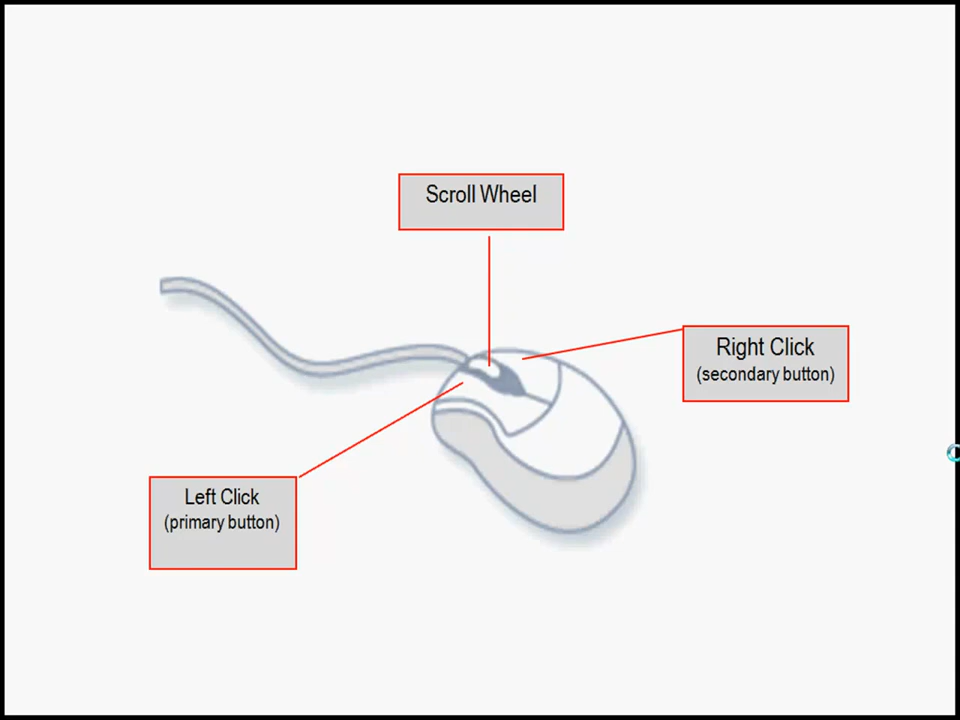 Scroll Wheel
Right Click
(secondary button)
Left Click
(primary button)